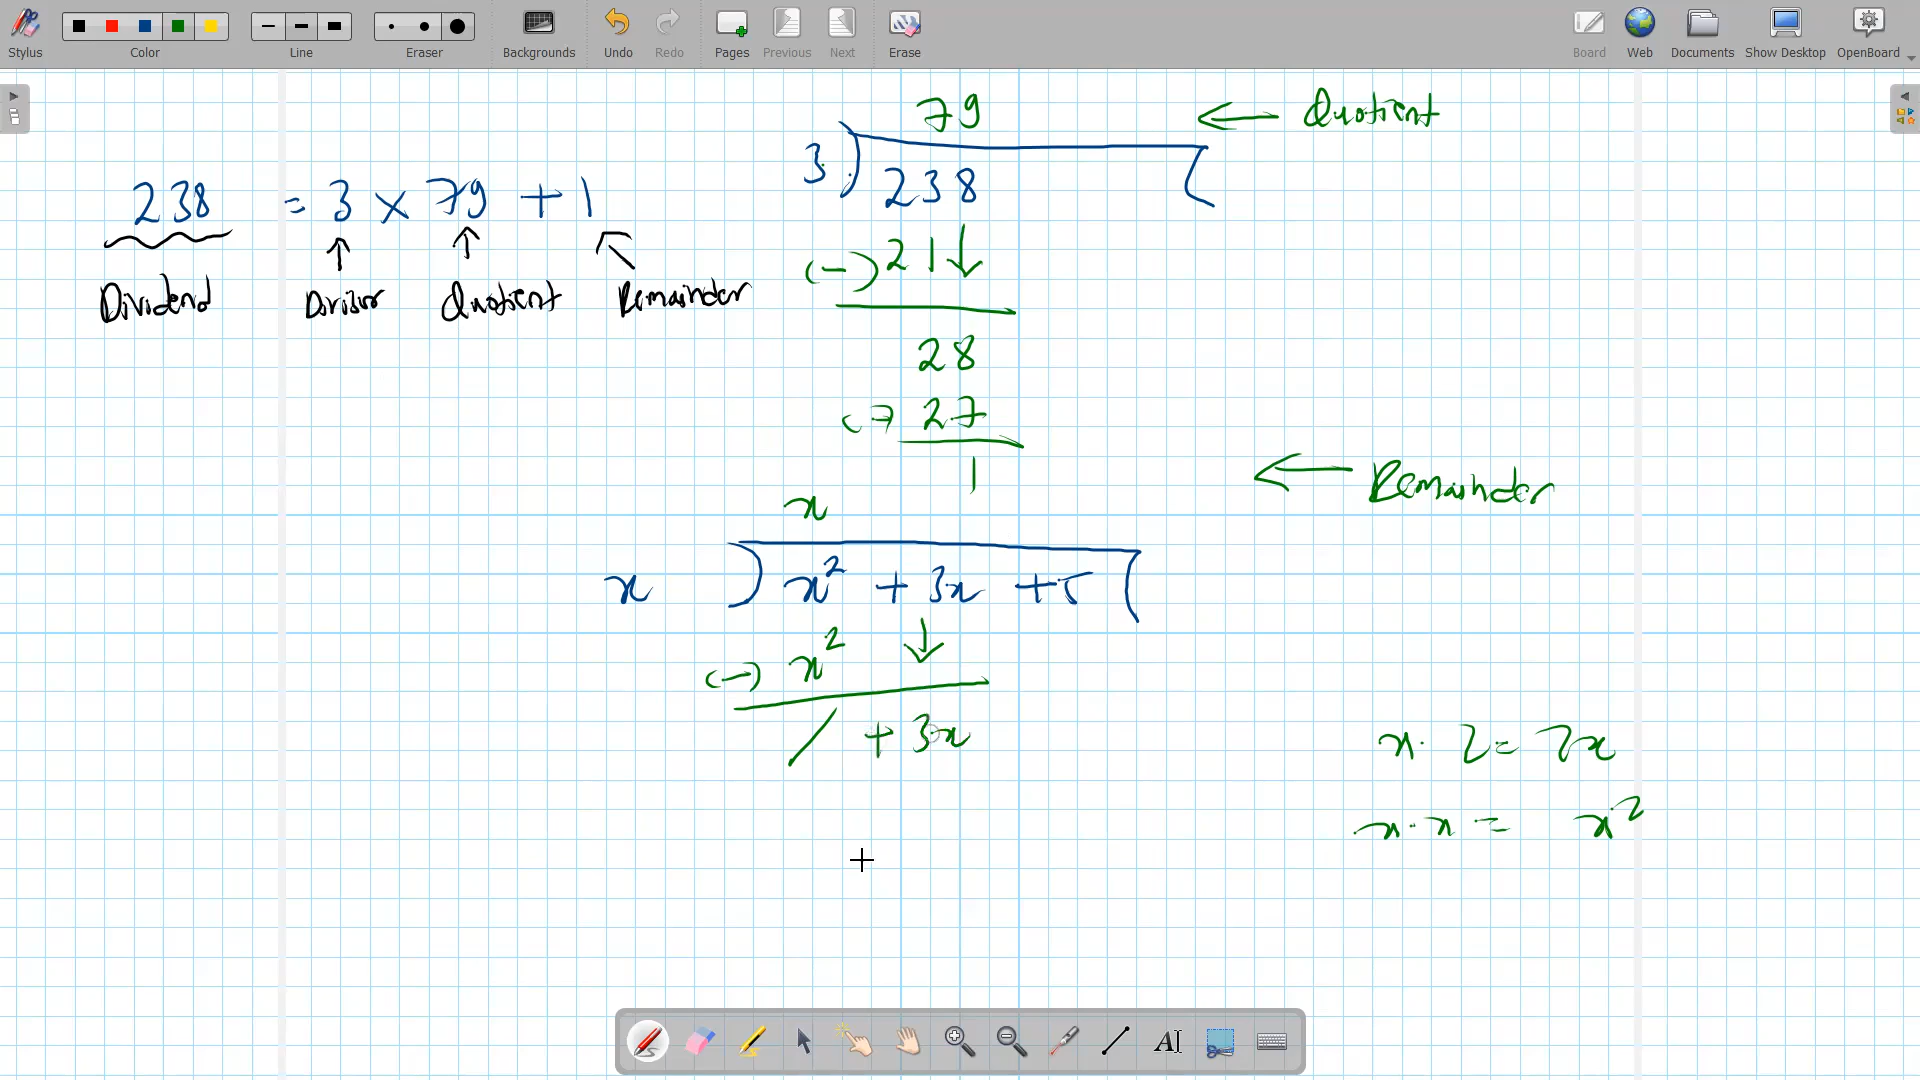 Stylus Color Line Eraser Backgrounds Undo Redo Pages Previous Next Erase Board Web Documents Show Desktop OpenBoard
79 ← Quotient
3 ) 238 (
238 = 3 × 79 + 1
↑ ↑ ↖
Dividend Divisor Quotient Remainder
(-) 21 ↓
28
(-) 27
1 ← Remainder
x
x ) x² + 3x + 5 (
(-) x² ↓
/ + 3x
x · 2 = 2x
x · x = x²
AI